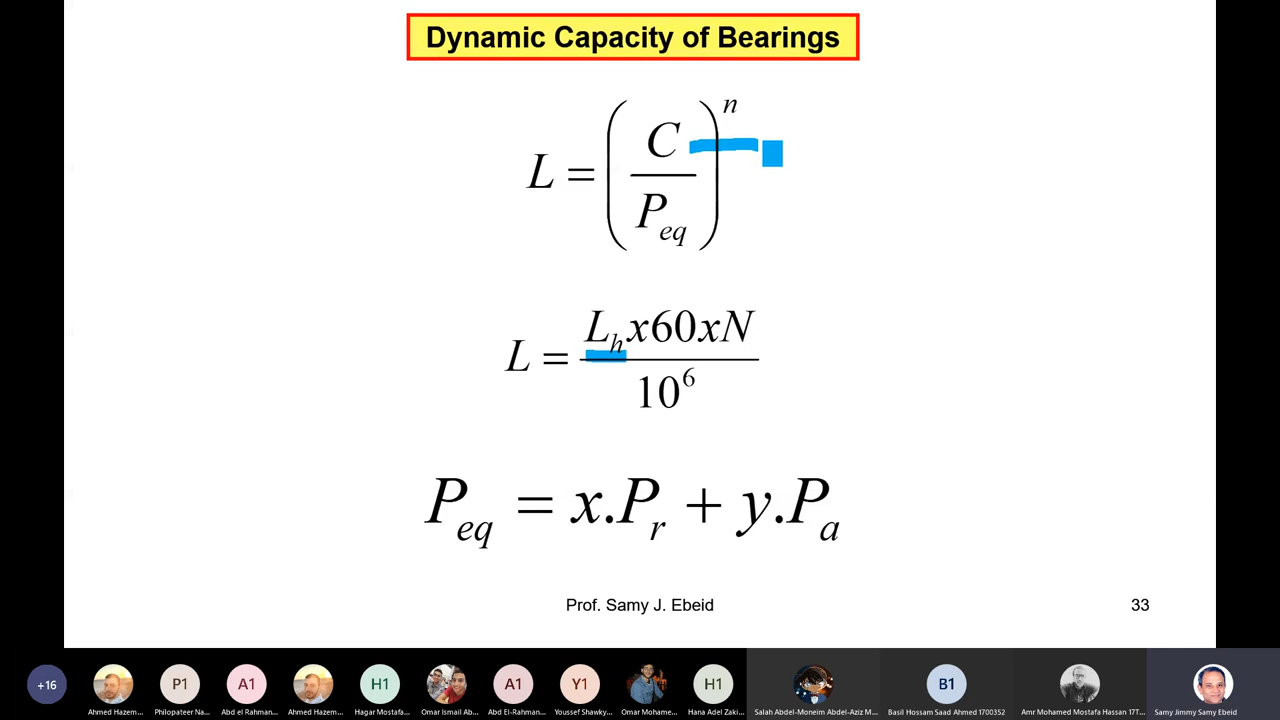 Dynamic Capacity of Bearings
L = (C / P_eq)^n
L = L_h x60xN / 10^6
P_eq = x.P_r + y.P_a
Prof. Samy J. Ebeid
33
+16
P1
A1
H1
A1
Y1
H1
B1
Ahmed Hazem...
Philopateer Na...
Abd el Rahman...
Ahmed Hazem...
Hagar Mostafa...
Omar Ismail Ab...
Abd El-Rahman...
Youssef Shawky...
Omar Mohame...
Hana Adel Zaki...
Salah Abdel-Moneim Abdel-Aziz M...
Basil Hossam Saad Ahmed 1700352
Amr Mohamed Mostafa Hassan 17T...
Samy Jimmy Samy Ebeid